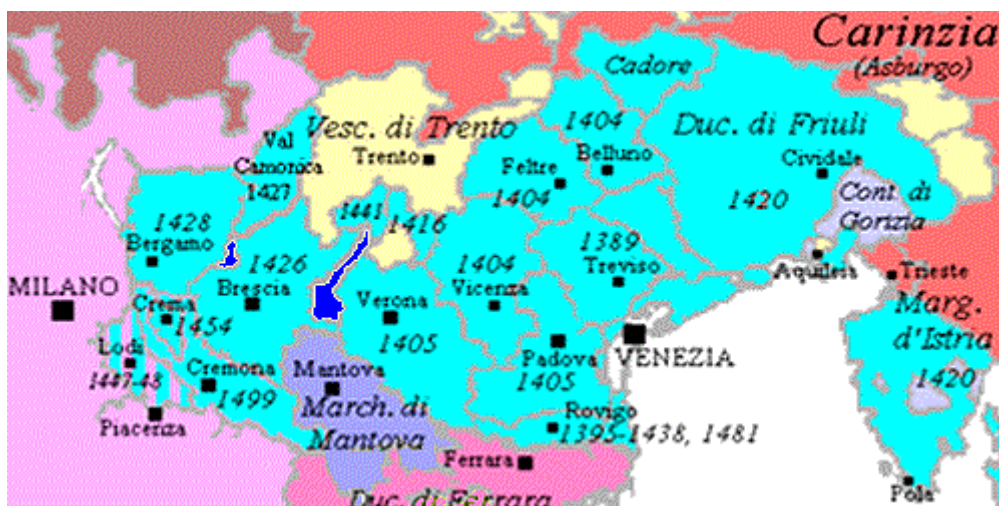 Carinzia
(Asburgo)
Cadore
Vesc. di Trento
Trento
Val
Camonica
1427
1404
Belluno
Feltre
1404
Duc. di Friuli
Cividale
1420
Cont. di
Gorizia
1428
Bergamo
1441
1416
1389
Treviso
Aquileia
Trieste
MILANO
1426
Brescia
1404
Vicenza
Verona
1405
Crema
1454
Lodi
1447-48
Cremona
1499
Piacenza
Mantova
March. di
Mantova
Padova
1405
VENEZIA
Marg.
d'Istria
1420
Rovigo
1395-1438, 1481
Ferrara
Duc. di Ferrara
Pola